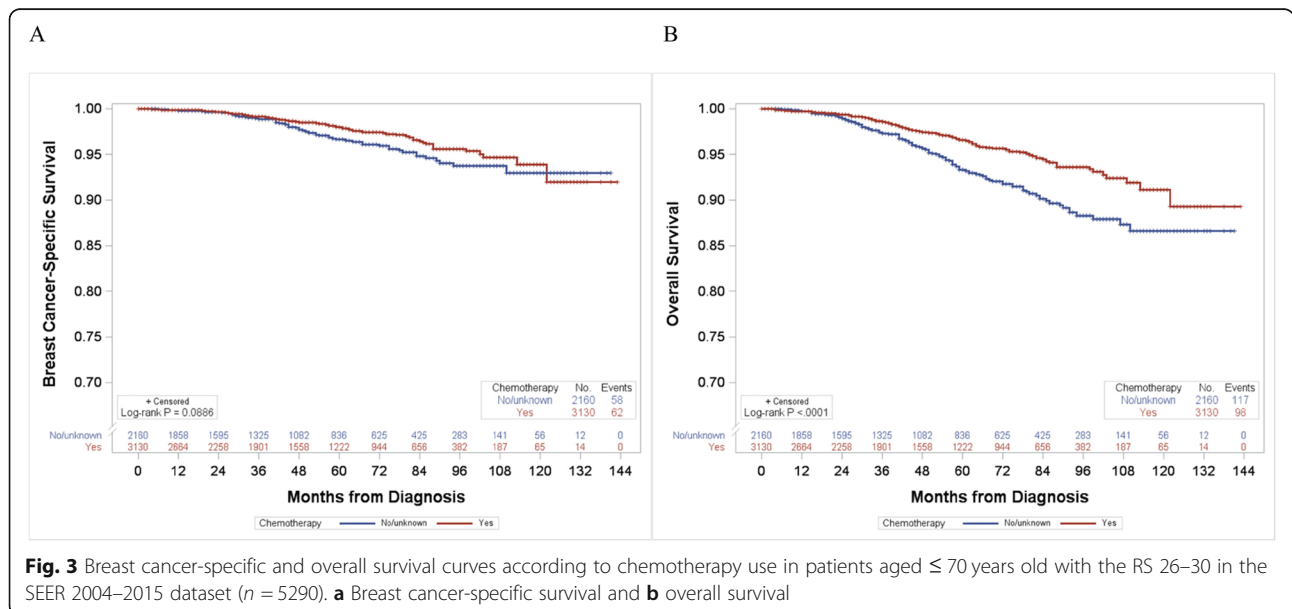 A
B
1.00
0.95
0.90
0.85
0.80
0.75
0.70
Breast Cancer-Specific Survival
+ Censored
Log-rank P = 0.0886
Chemotherapy No. Events
No/unknown 2160 58
Yes 3130 62
No/unknown 2160 1858 1595 1325 1082 836 625 425 283 141 56 12 0
Yes 3130 2664 2258 1901 1558 1222 944 656 382 187 65 14 0
0 12 24 36 48 60 72 84 96 108 120 132 144
Months from Diagnosis
Chemotherapy No/unknown Yes
1.00
0.95
0.90
0.85
0.80
0.75
0.70
Overall Survival
+ Censored
Log-rank P <.0001
Chemotherapy No. Events
No/unknown 2160 117
Yes 3130 98
No/unknown 2160 1858 1595 1325 1082 836 625 425 283 141 56 12 0
Yes 3130 2664 2258 1901 1558 1222 944 656 382 187 65 14 0
0 12 24 36 48 60 72 84 96 108 120 132 144
Months from Diagnosis
Chemotherapy No/unknown Yes
Fig. 3 Breast cancer-specific and overall survival curves according to chemotherapy use in patients aged ≤ 70 years old with the RS 26–30 in the
SEER 2004–2015 dataset (n = 5290). a Breast cancer-specific survival and b overall survival